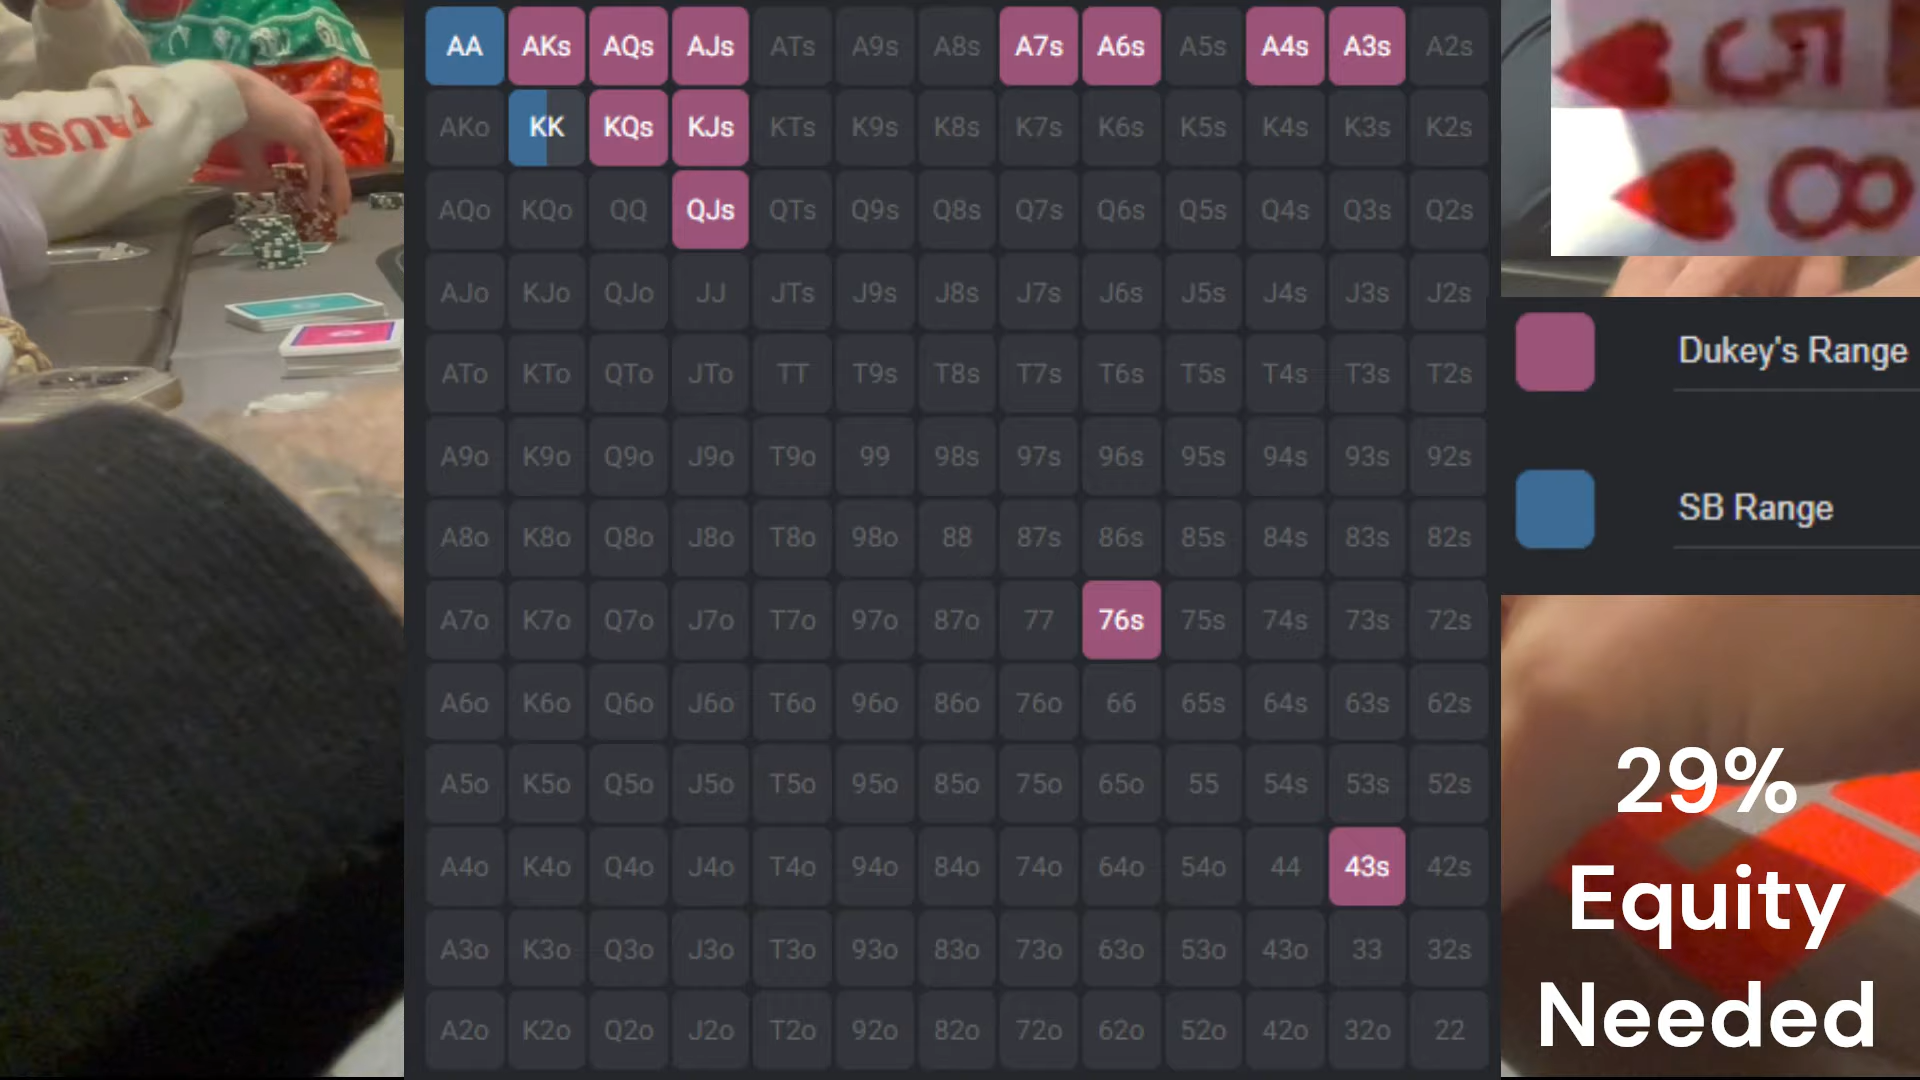 AA AKs AQs AJs ATs A9s A8s A7s A6s A5s A4s A3s A2s
AKo KK KQs KJs KTs K9s K8s K7s K6s K5s K4s K3s K2s
AQo KQo QQ QJs QTs Q9s Q8s Q7s Q6s Q5s Q4s Q3s Q2s
AJo KJo QJo JJ JTs J9s J8s J7s J6s J5s J4s J3s J2s
ATo KTo QTo JTo TT T9s T8s T7s T6s T5s T4s T3s T2s
A9o K9o Q9o J9o T9o 99 98s 97s 96s 95s 94s 93s 92s
A8o K8o Q8o J8o T8o 98o 88 87s 86s 85s 84s 83s 82s
A7o K7o Q7o J7o T7o 97o 87o 77 76s 75s 74s 73s 72s
A6o K6o Q6o J6o T6o 96o 86o 76o 66 65s 64s 63s 62s
A5o K5o Q5o J5o T5o 95o 85o 75o 65o 55 54s 53s 52s
A4o K4o Q4o J4o T4o 94o 84o 74o 64o 54o 44 43s 42s
A3o K3o Q3o J3o T3o 93o 83o 73o 63o 53o 43o 33 32s
A2o K2o Q2o J2o T2o 92o 82o 72o 62o 52o 42o 32o 22
5
8
Dukey's Range
SB Range
29%
Equity
Needed